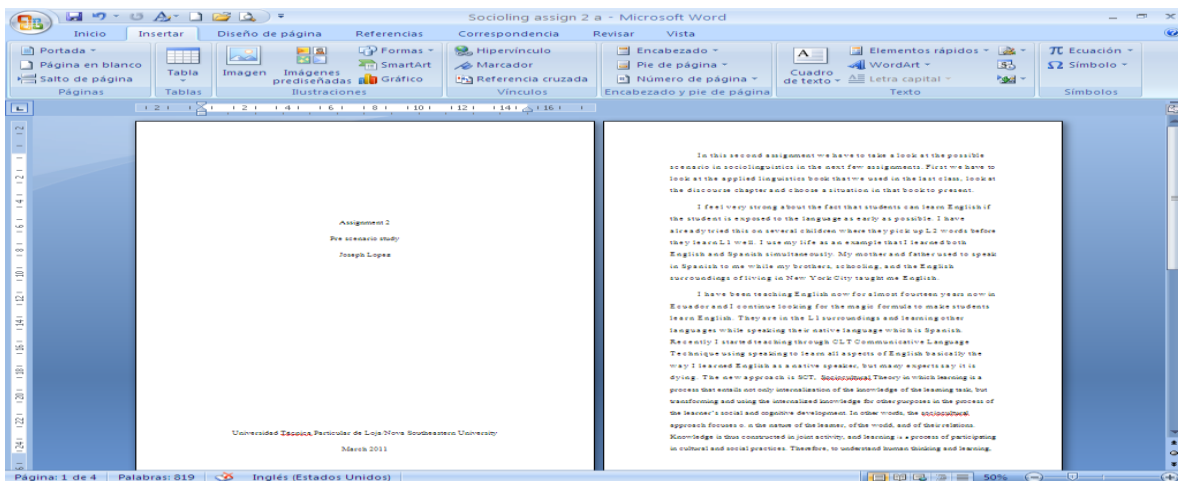 Socioling assign 2 a - Microsoft Word
Inicio Insertar Diseño de página Referencias Correspondencia Revisar Vista
Portada
Página en blanco
Salto de página
Páginas
Tabla
Tablas
Imagen
Imágenes prediseñadas
Formas
SmartArt
Gráfico
Ilustraciones
Hipervínculo
Marcador
Referencia cruzada
Vínculos
Encabezado
Pie de página
Número de página
Encabezado y pie de página
Cuadro de texto
Elementos rápidos
WordArt
Letra capital
Texto
π Ecuación
Ω Símbolo
Símbolos
Assignment 2
Pre scenario study
Joseph Lopez
Universidad Tecnica Particular de Loja Nova Southeastern University
March 2011
In this second assignment we have to take a look at the possible
scenario in sociolinguistics in the next few assignments. First we have to
look at the applied linguistics book that we used in the last class, look at
the discourse chapter and choose a situation in that book to present.
I feel very strong about the fact that students can learn English if
the student is exposed to the language as early as possible. I have
already tried this on several children where they pick up L2 words before
they learn L1 well. I use my life as an example that I learned both
English and Spanish simultaneously. My mother and father used to speak
in Spanish to me while my brothers, schooling, and the English
surroundings of living in New York City taught me English.
I have been teaching English now for almost fourteen years now in
Ecuador and I continue looking for the magic formula to make students
learn English. They are in the L1 surroundings and learning other
languages while speaking their native language which is Spanish.
Recently I started teaching through CLT Communicative Language
Technique using speaking to learn all aspects of English basically the
way I learned English as a native speaker, but many experts say it is
dying. The new approach is SCT, Sociocultural Theory in which learning is a
process that entails not only internalization of the knowledge of the learning task, but
transforming and using the internalized knowledge for other purposes in the process of
the learner's social and cognitive development. In other words, the sociocultural
approach focuses o.n the nature of the learner, of the world, and of their relations.
Knowledge is thus constructed in joint activity, and learning is a process of participating
in cultural and social practices. Therefore, to understand human thinking and learning,
Página: 1 de 4 Palabras: 819 Inglés (Estados Unidos) 50%